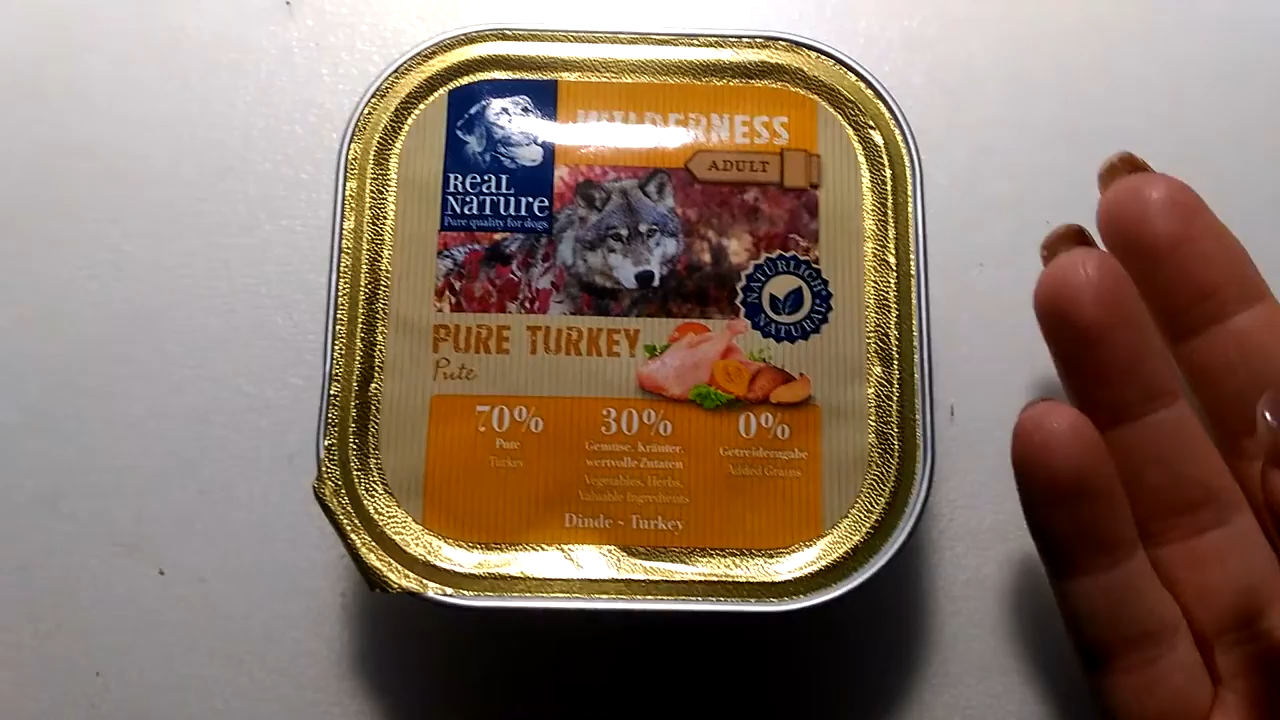 WILDERNESS
ADULT
REAL
NATURE
Pure quality for dogs
NATÜRLICH
NATURAL
PURE TURKEY
Pute
70%
Pute
Turkey
30%
Gemüse, Kräuter,
wertvolle Zutaten
Vegetables, Herbs,
Valuable Ingredients
0%
Getreidezugabe
Added Grains
Dinde ~ Turkey